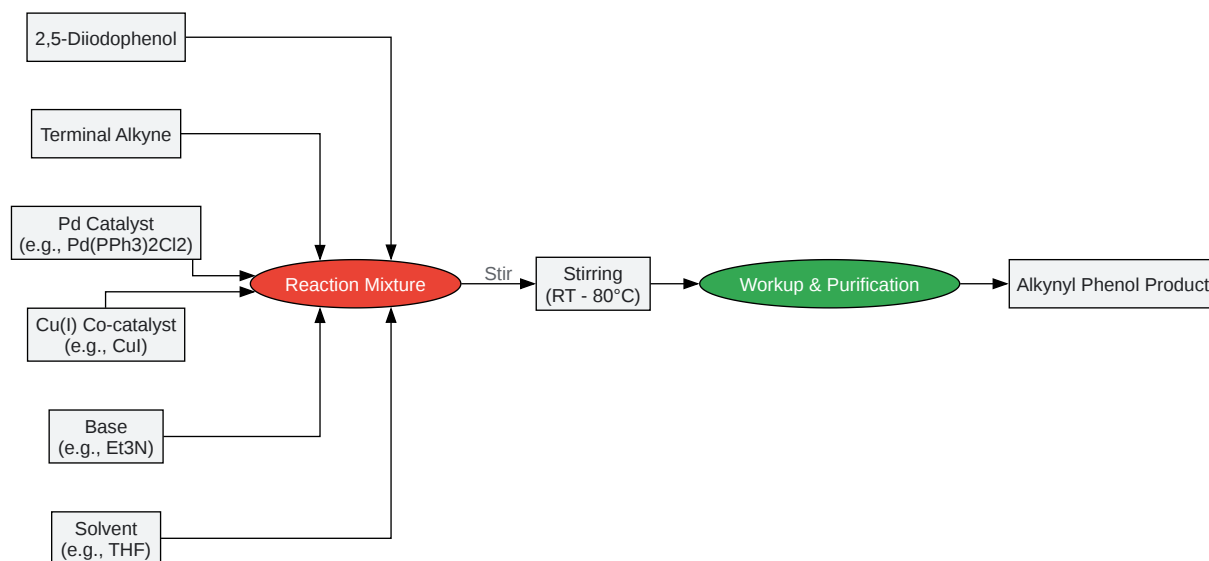 2,5-Diiodophenol
Terminal Alkyne
Pd Catalyst
(e.g., Pd(PPh3)2Cl2)
Cu(I) Co-catalyst
(e.g., CuI)
Base
(e.g., Et3N)
Solvent
(e.g., THF)
Reaction Mixture
Stir
Stirring
(RT - 80°C)
Workup & Purification
Alkynyl Phenol Product